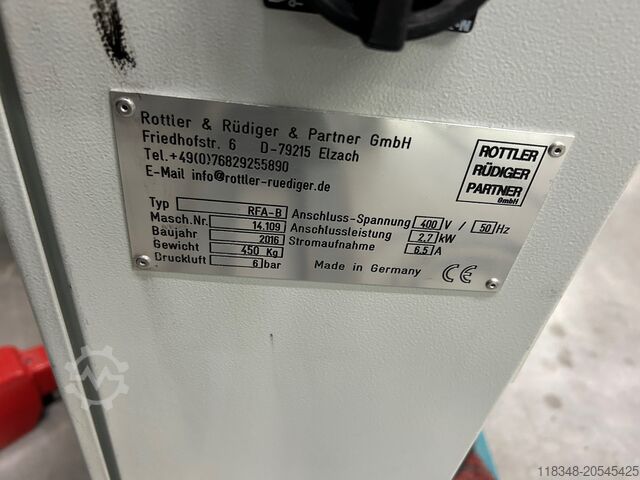 Rottler & Rüdiger & Partner GmbH
Friedhofstr. 6 D-79215 Elzach
Tel.+49(0)76829255890
E-Mail info@rottler-ruediger.de
ROTTLER
RÜDIGER
PARTNER
GmbH
Typ RFA-B Anschluss-Spannung 400 V / 50 Hz
Masch.Nr. 14.109 Anschlussleistung 2.7 kW
Baujahr 2016 Stromaufnahme 6.5 A
Gewicht 450 Kg
Druckluft 6 bar Made in Germany CE
118348-20545425